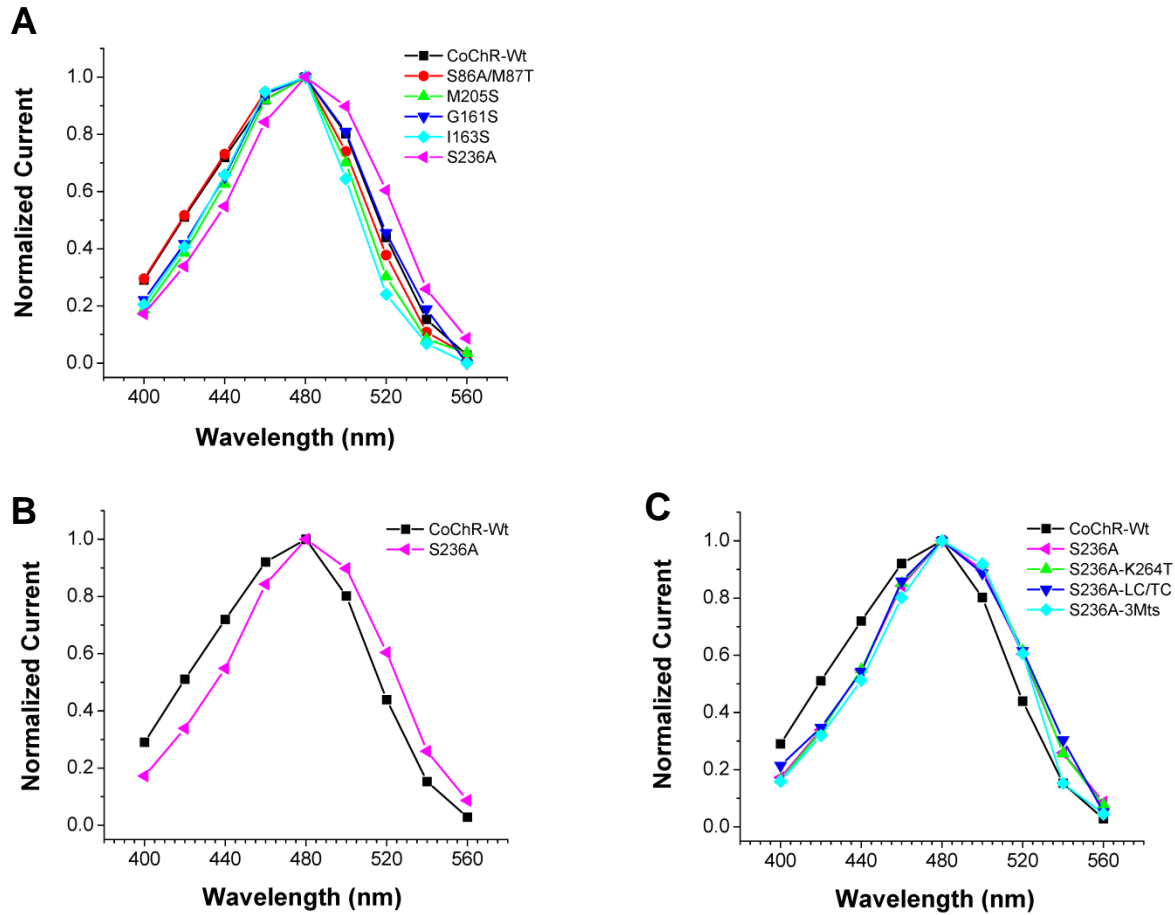 A
CoChR-Wt
S86A/M87T
M205S
G161S
I163S
S236A
1.0
0.8
0.6
0.4
0.2
0.0
Normalized Current
400 440 480 520 560
Wavelength (nm)
B
CoChR-Wt
S236A
1.0
0.8
0.6
0.4
0.2
0.0
Normalized Current
400 440 480 520 560
Wavelength (nm)
C
CoChR-Wt
S236A
S236A-K264T
S236A-LC/TC
S236A-3Mts
1.0
0.8
0.6
0.4
0.2
0.0
Normalized Current
400 440 480 520 560
Wavelength (nm)